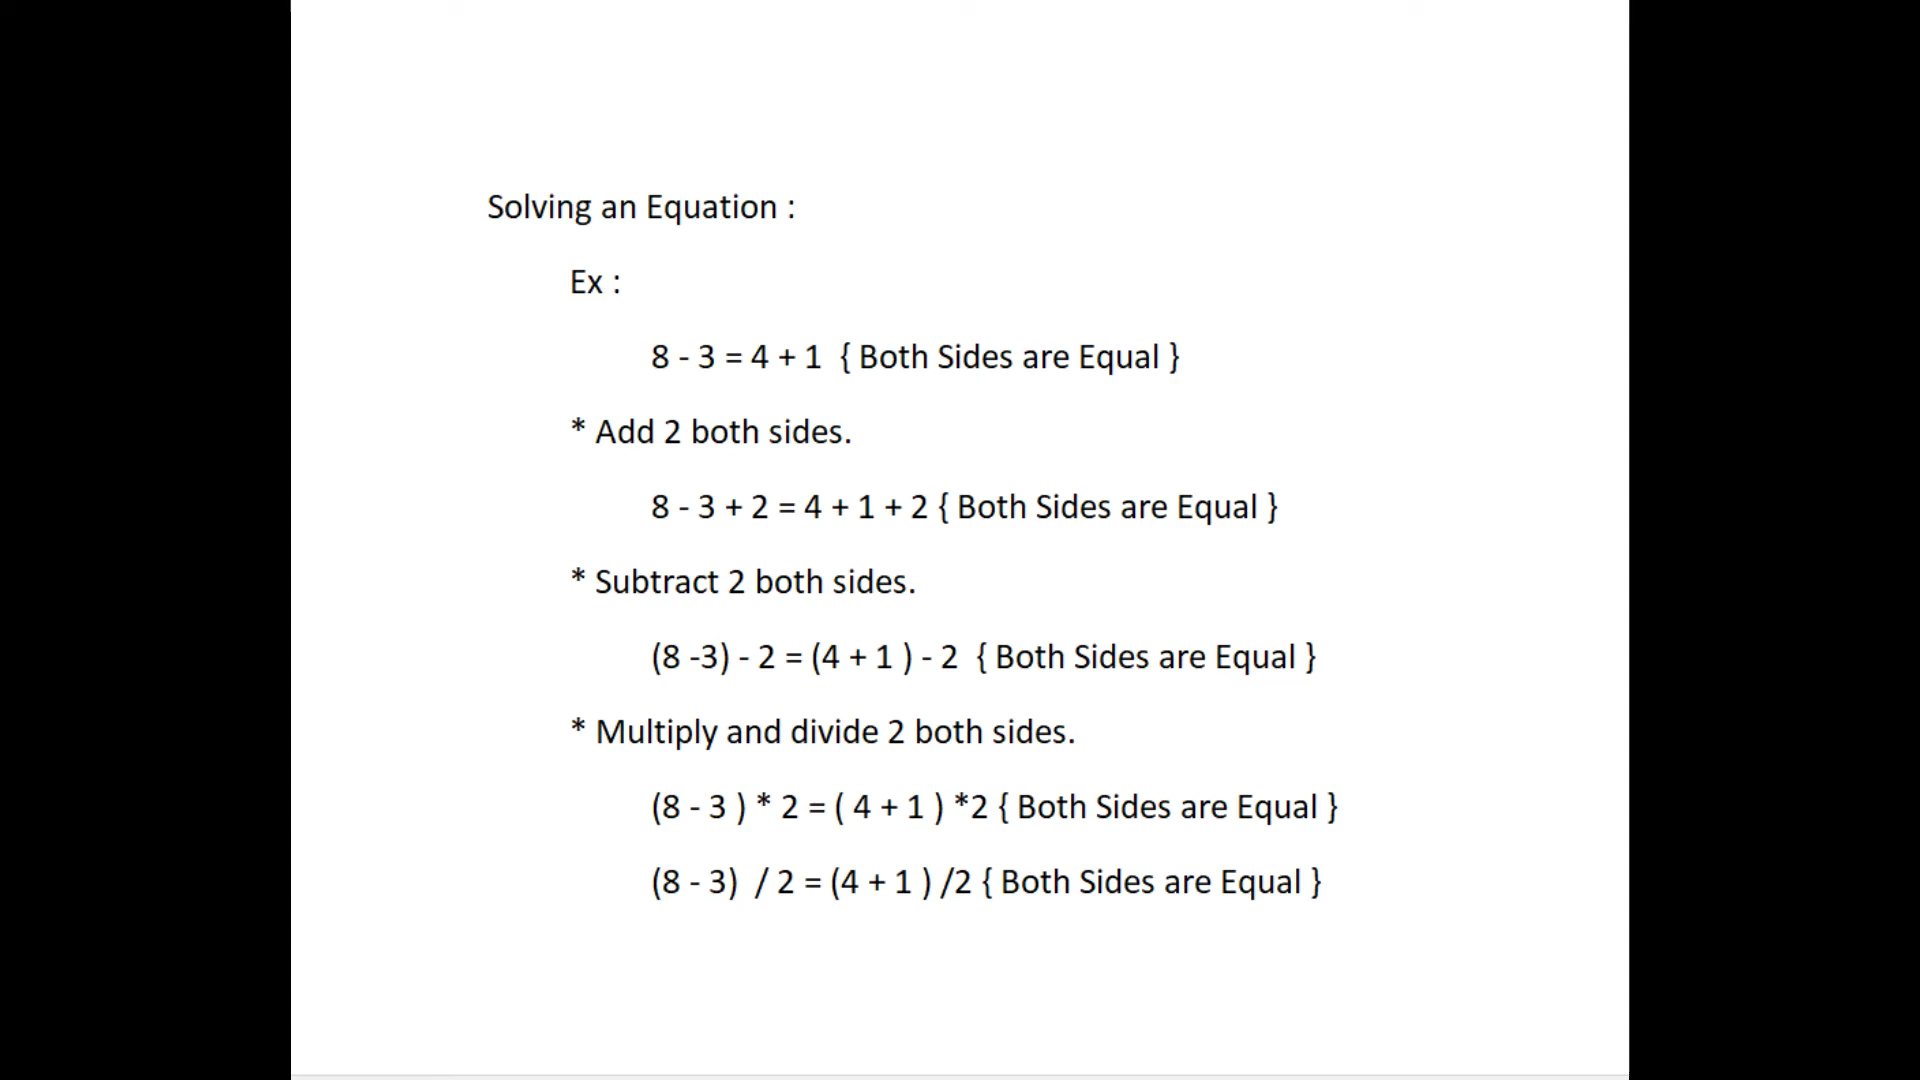 Solving an Equation :
Ex :
8 - 3 = 4 + 1  { Both Sides are Equal }
* Add 2 both sides.
8 - 3 + 2 = 4 + 1 + 2 { Both Sides are Equal }
* Subtract 2 both sides.
(8 -3) - 2 = (4 + 1 ) - 2  { Both Sides are Equal }
* Multiply and divide 2 both sides.
(8 - 3 ) * 2 = ( 4 + 1 ) *2 { Both Sides are Equal }
(8 - 3)  / 2 = (4 + 1 ) /2 { Both Sides are Equal }